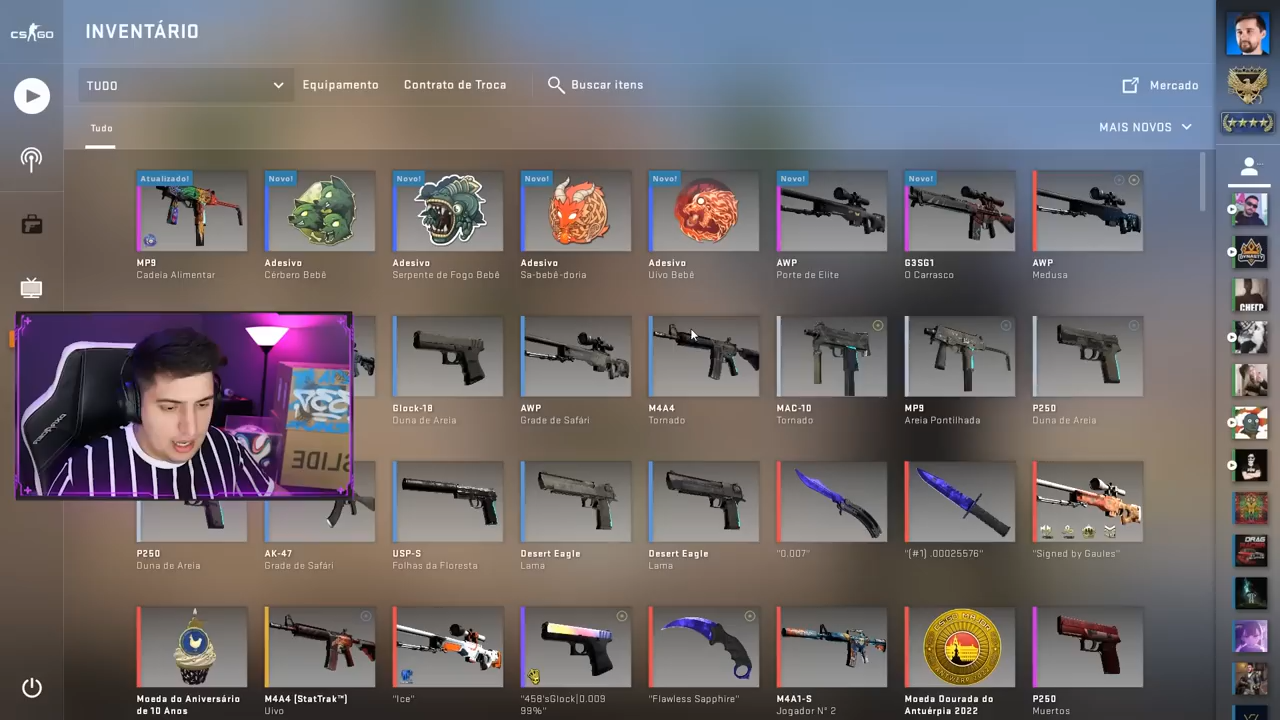 CS GO
INVENTÁRIO
TUDO
Equipamento
Contrato de Troca
Buscar itens
Mercado
Tudo
MAIS NOVOS
Atualizado!
Novo!
Novo!
Novo!
Novo!
Novo!
Novo!
MP9
Cadeia Alimentar
Adesivo
Cérbero Bebê
Adesivo
Serpente de Fogo Bebê
Adesivo
Sa-bebê-doria
Adesivo
Uivo Bebê
AWP
Porte de Elite
G3SG1
O Carrasco
AWP
Medusa
Glock-18
Duna de Areia
AWP
Grade de Safári
M4A4
Tornado
MAC-10
Tornado
MP9
Areia Pontilhada
P250
Duna de Areia
SLIDE
P250
Duna de Areia
AK-47
Grade de Safári
USP-S
Folhas da Floresta
Desert Eagle
Lama
Desert Eagle
Lama
"0.007"
"(#1) .00025576"
"Signed by Gaules"
Moeda do Aniversário
de 10 Anos
M4A4 (StatTrak™)
Uivo
"Ice"
"458'sGlock|0.009
99%"
"Flawless Sapphire"
M4A1-S
Jogador Nº 2
Moeda Dourada do
Antuérpia 2022
P250
Muertos